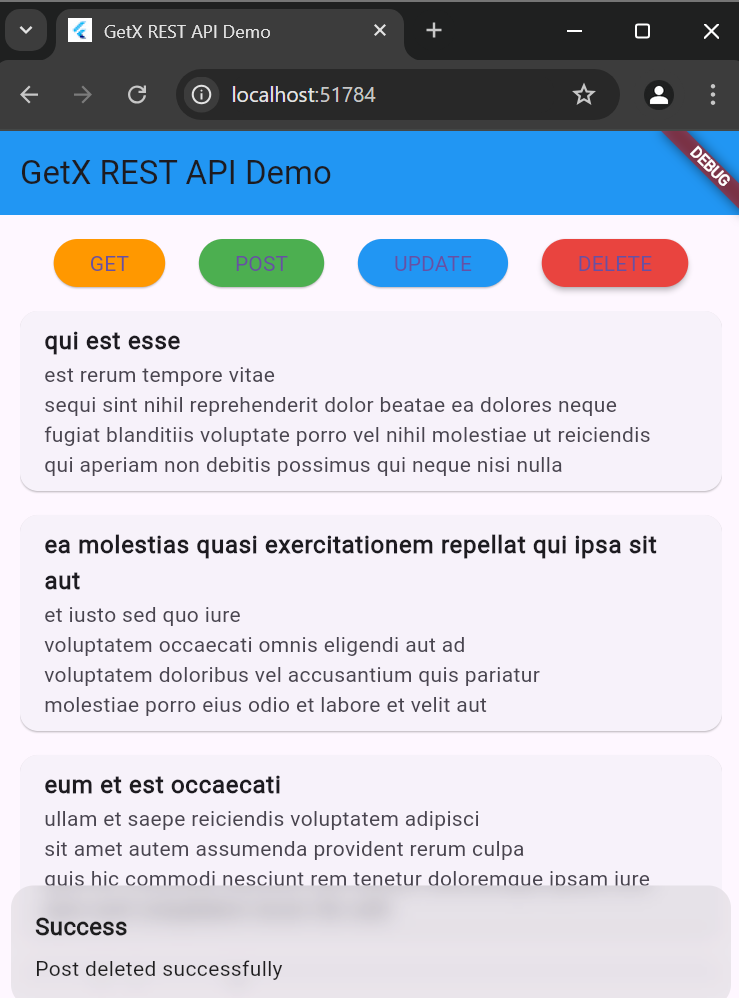 GetX REST API Demo
localhost:51784
GetX REST API Demo
DEBUG
GET
POST
UPDATE
DELETE
qui est esse
est rerum tempore vitae
sequi sint nihil reprehenderit dolor beatae ea dolores neque
fugiat blanditiis voluptate porro vel nihil molestiae ut reiciendis
qui aperiam non debitis possimus qui neque nisi nulla
ea molestias quasi exercitationem repellat qui ipsa sit
aut
et iusto sed quo iure
voluptatem occaecati omnis eligendi aut ad
voluptatem doloribus vel accusantium quis pariatur
molestiae porro eius odio et labore et velit aut
eum et est occaecati
ullam et saepe reiciendis voluptatem adipisci
sit amet autem assumenda provident rerum culpa
quis hic commodi nesciunt rem tenetur doloremque ipsam iure
Success
Post deleted successfully